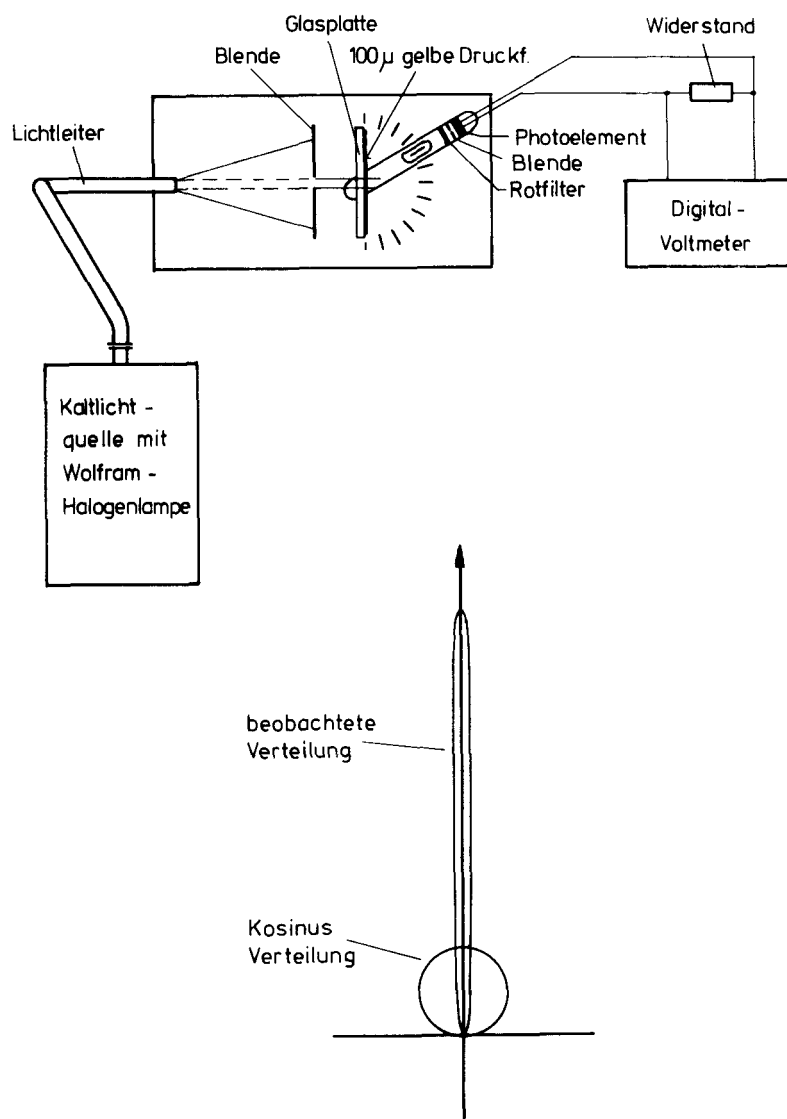 Glasplatte
Blende
100µ gelbe Druckf.
Widerstand
Lichtleiter
Photoelement
Blende
Rotfilter
Digital-
Voltmeter
Kaltlicht-
quelle mit
Wolfram-
Halogenlampe
beobachtete
Verteilung
Kosinus
Verteilung